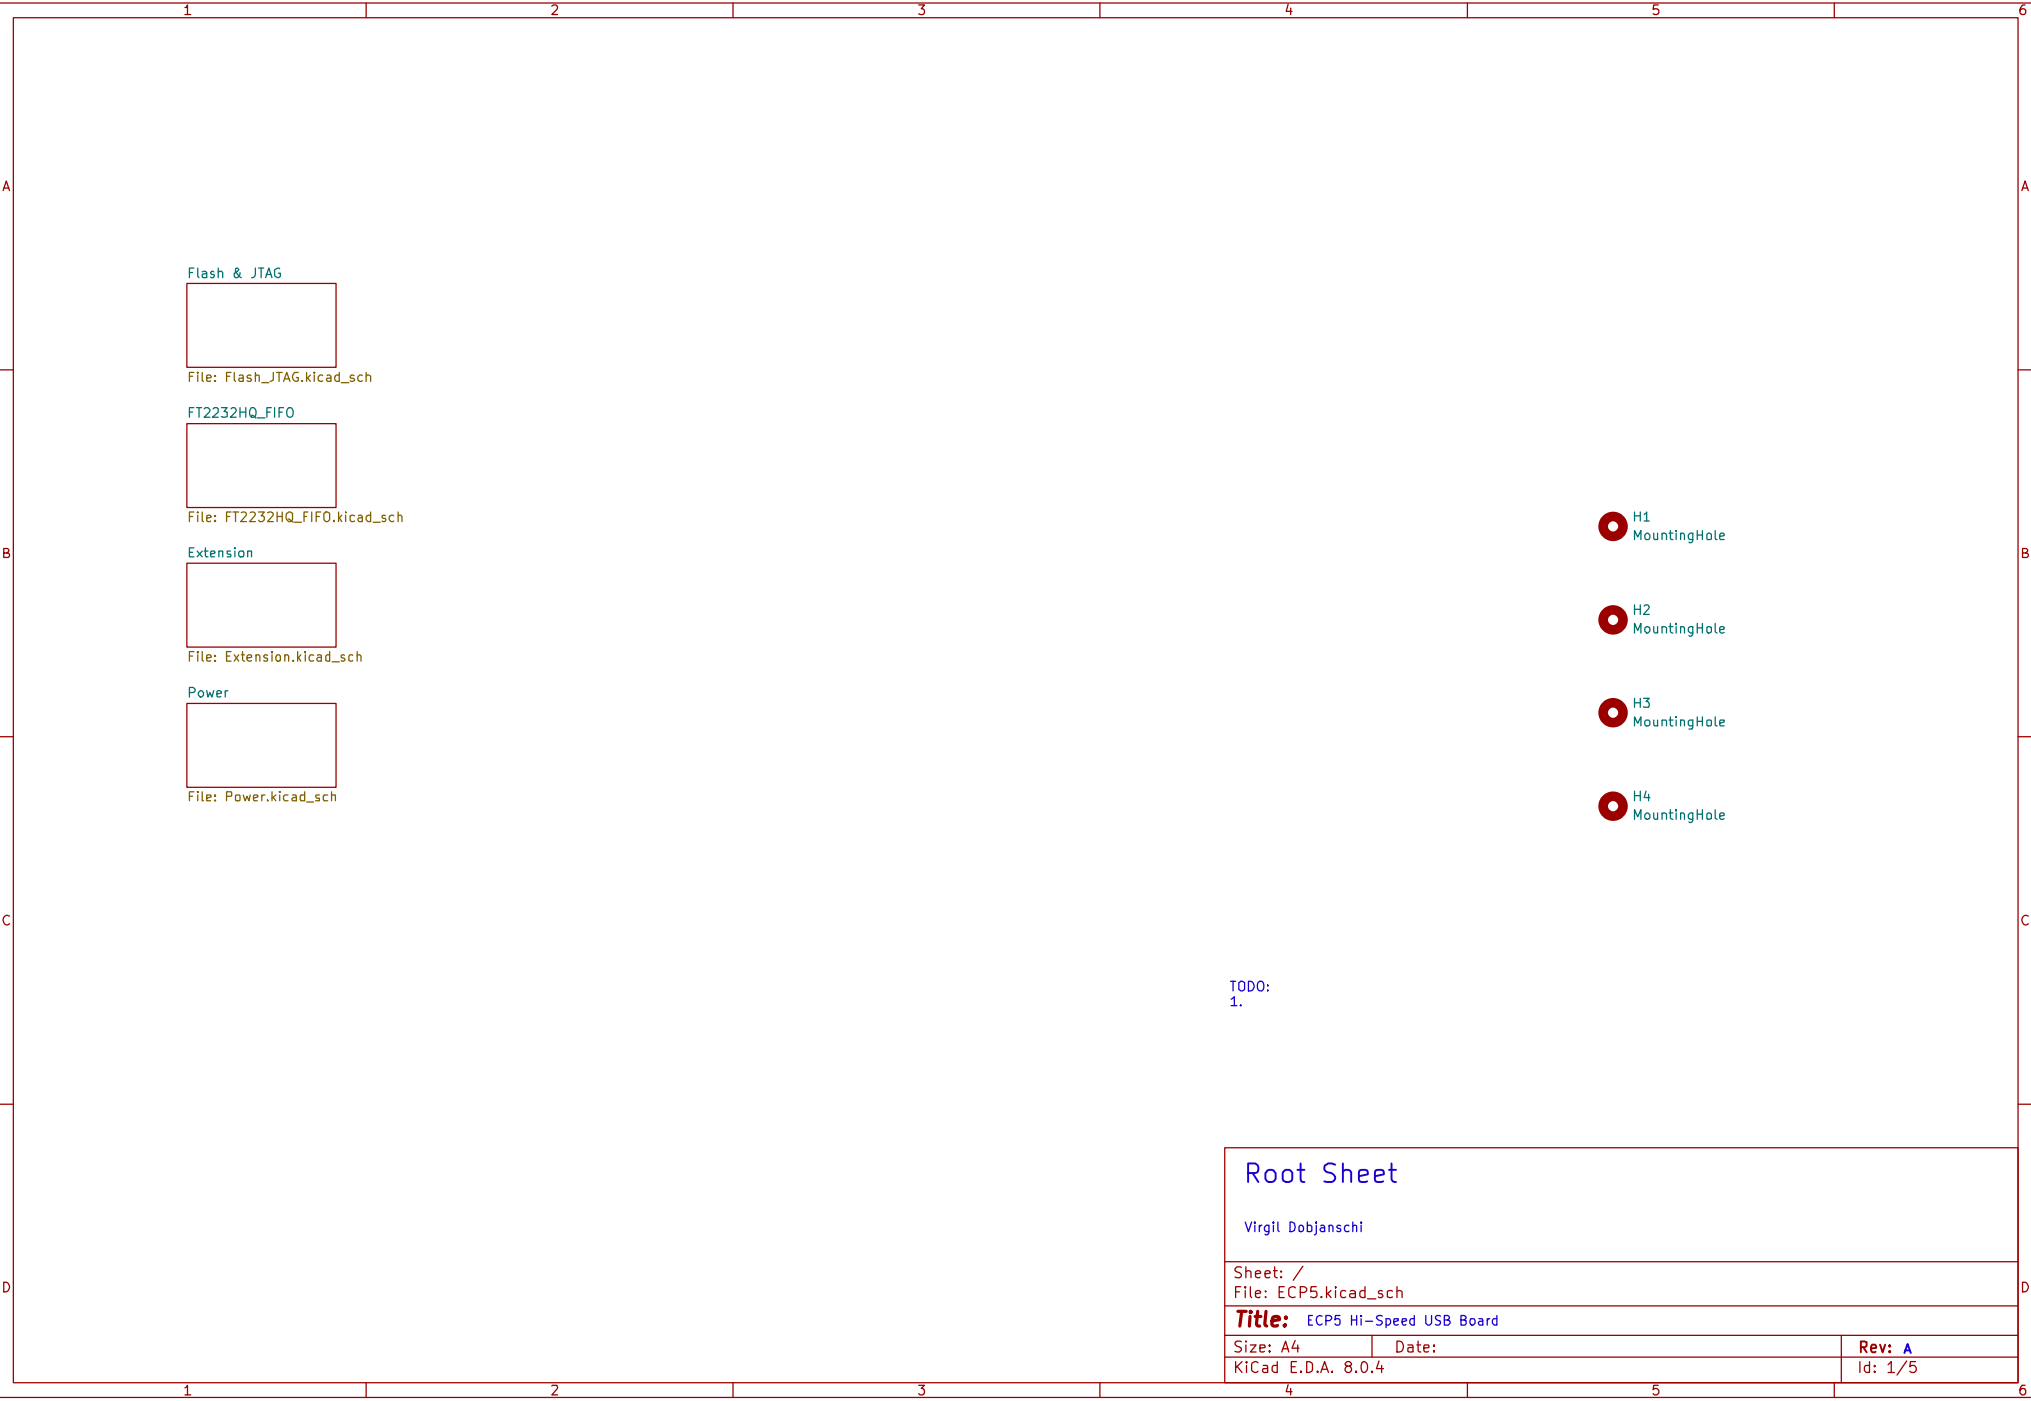 1 2 3 4 5 6
A A
Flash & JTAG
File: Flash_JTAG.kicad_sch
FT2232HQ_FIFO
File: FT2232HQ_FIFO.kicad_sch
H1
MountingHole
B B
Extension
H2
MountingHole
File: Extension.kicad_sch
Power
H3
MountingHole
File: Power.kicad_sch
H4
MountingHole
C C
TODO:
1.
Root Sheet
Virgil Dobjanschi
Sheet: /
File: ECP5.kicad_sch
D D
Title: ECP5 Hi-Speed USB Board
Size: A4 Date: Rev: A
KiCad E.D.A. 8.0.4 Id: 1/5
1 2 3 4 5 6